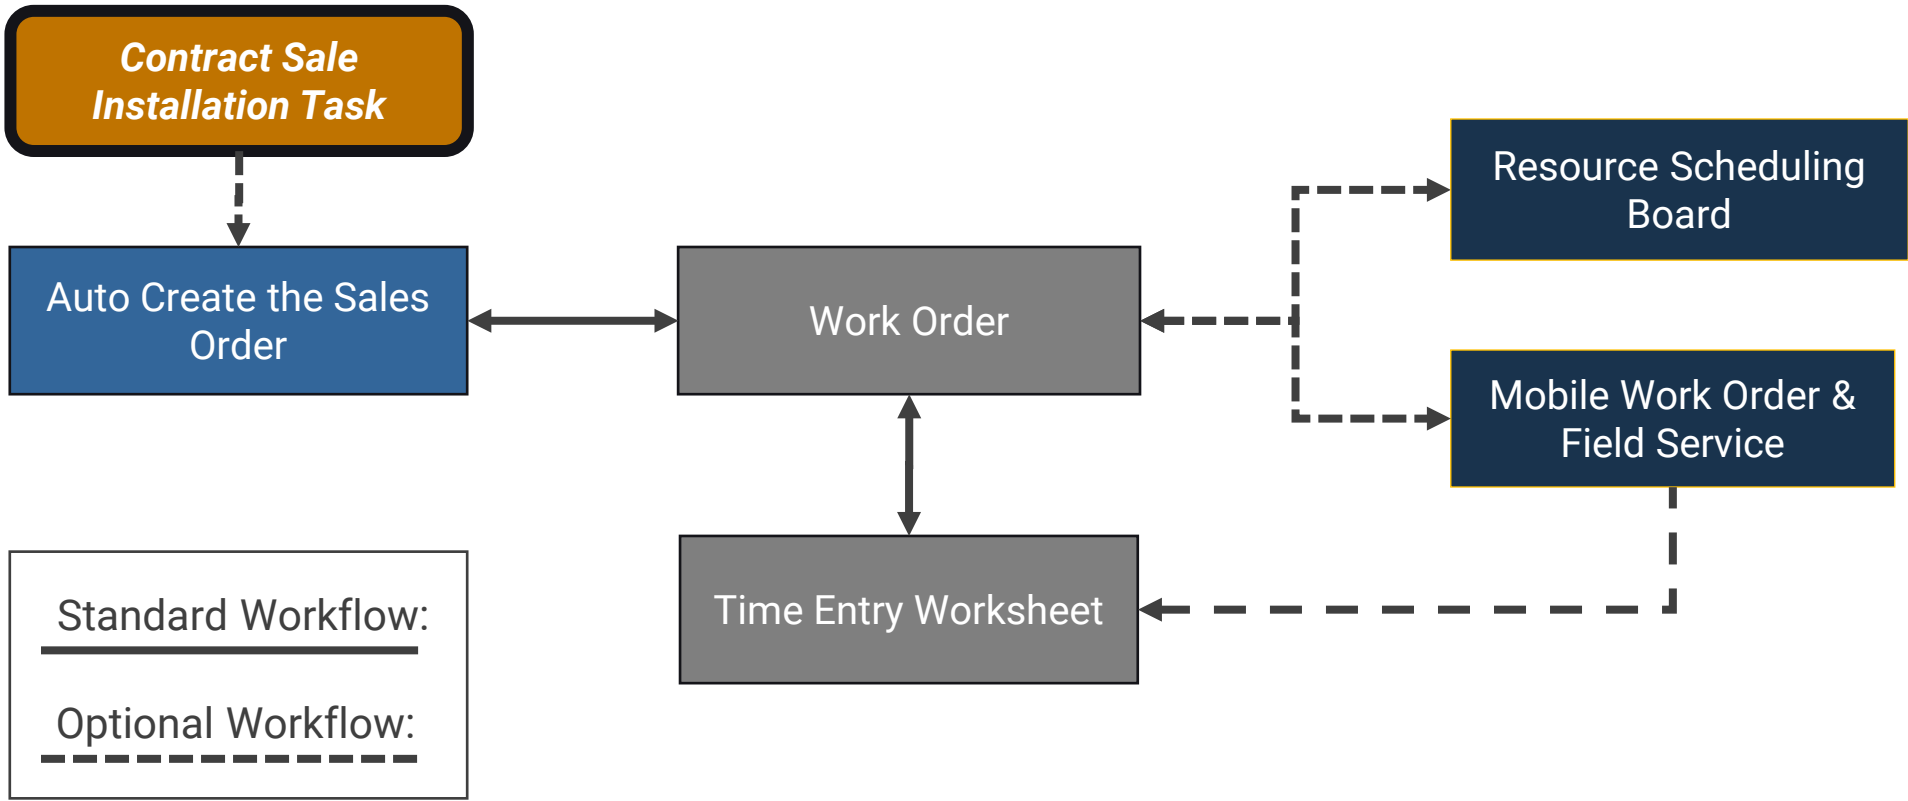 Contract Sale
Installation Task
Auto Create the Sales
Order
Work Order
Resource Scheduling
Board
Mobile Work Order &
Field Service
Time Entry Worksheet
Standard Workflow:
Optional Workflow: